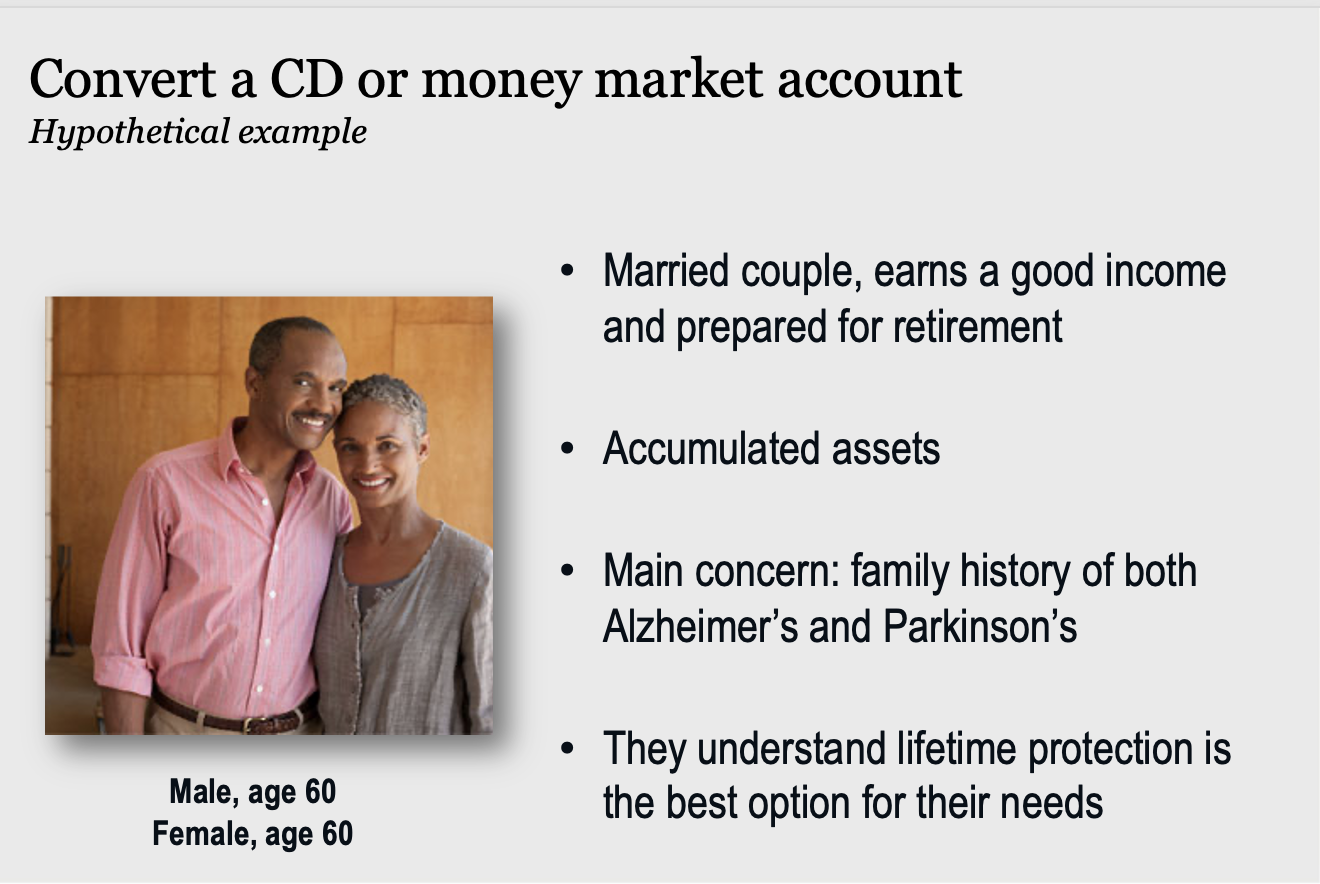 Convert a CD or money market account
Hypothetical example
• Married couple, earns a good income
and prepared for retirement
• Accumulated assets
• Main concern: family history of both
Alzheimer’s and Parkinson’s
• They understand lifetime protection is
the best option for their needs
Male, age 60
Female, age 60